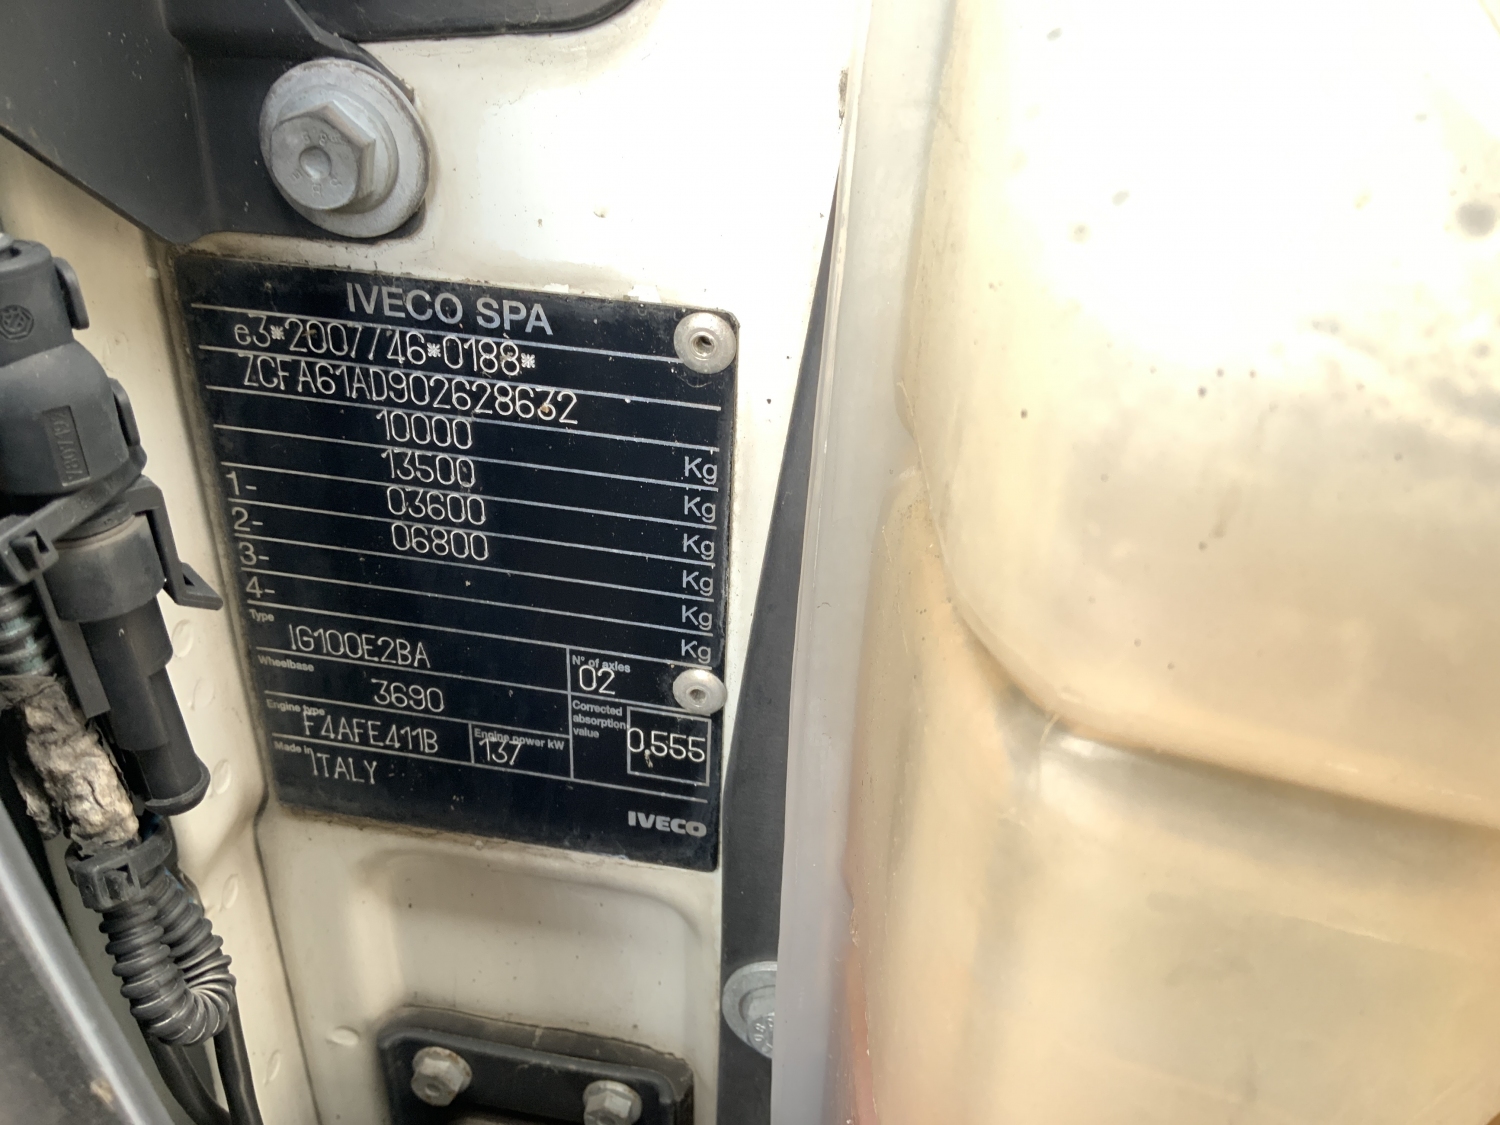 IVECO SPA
e3*2007/46*0188*
ZCFA61AD902628632
10000 Kg
13500 Kg
1- 03600 Kg
2- 06800 Kg
3- Kg
4- Kg
Type IG100E2BA
N° of axles 02
Wheelbase 3690
Corrected absorption value 0,555
Engine type F4AFE411B
Engine power kW 137
Made in ITALY
IVECO